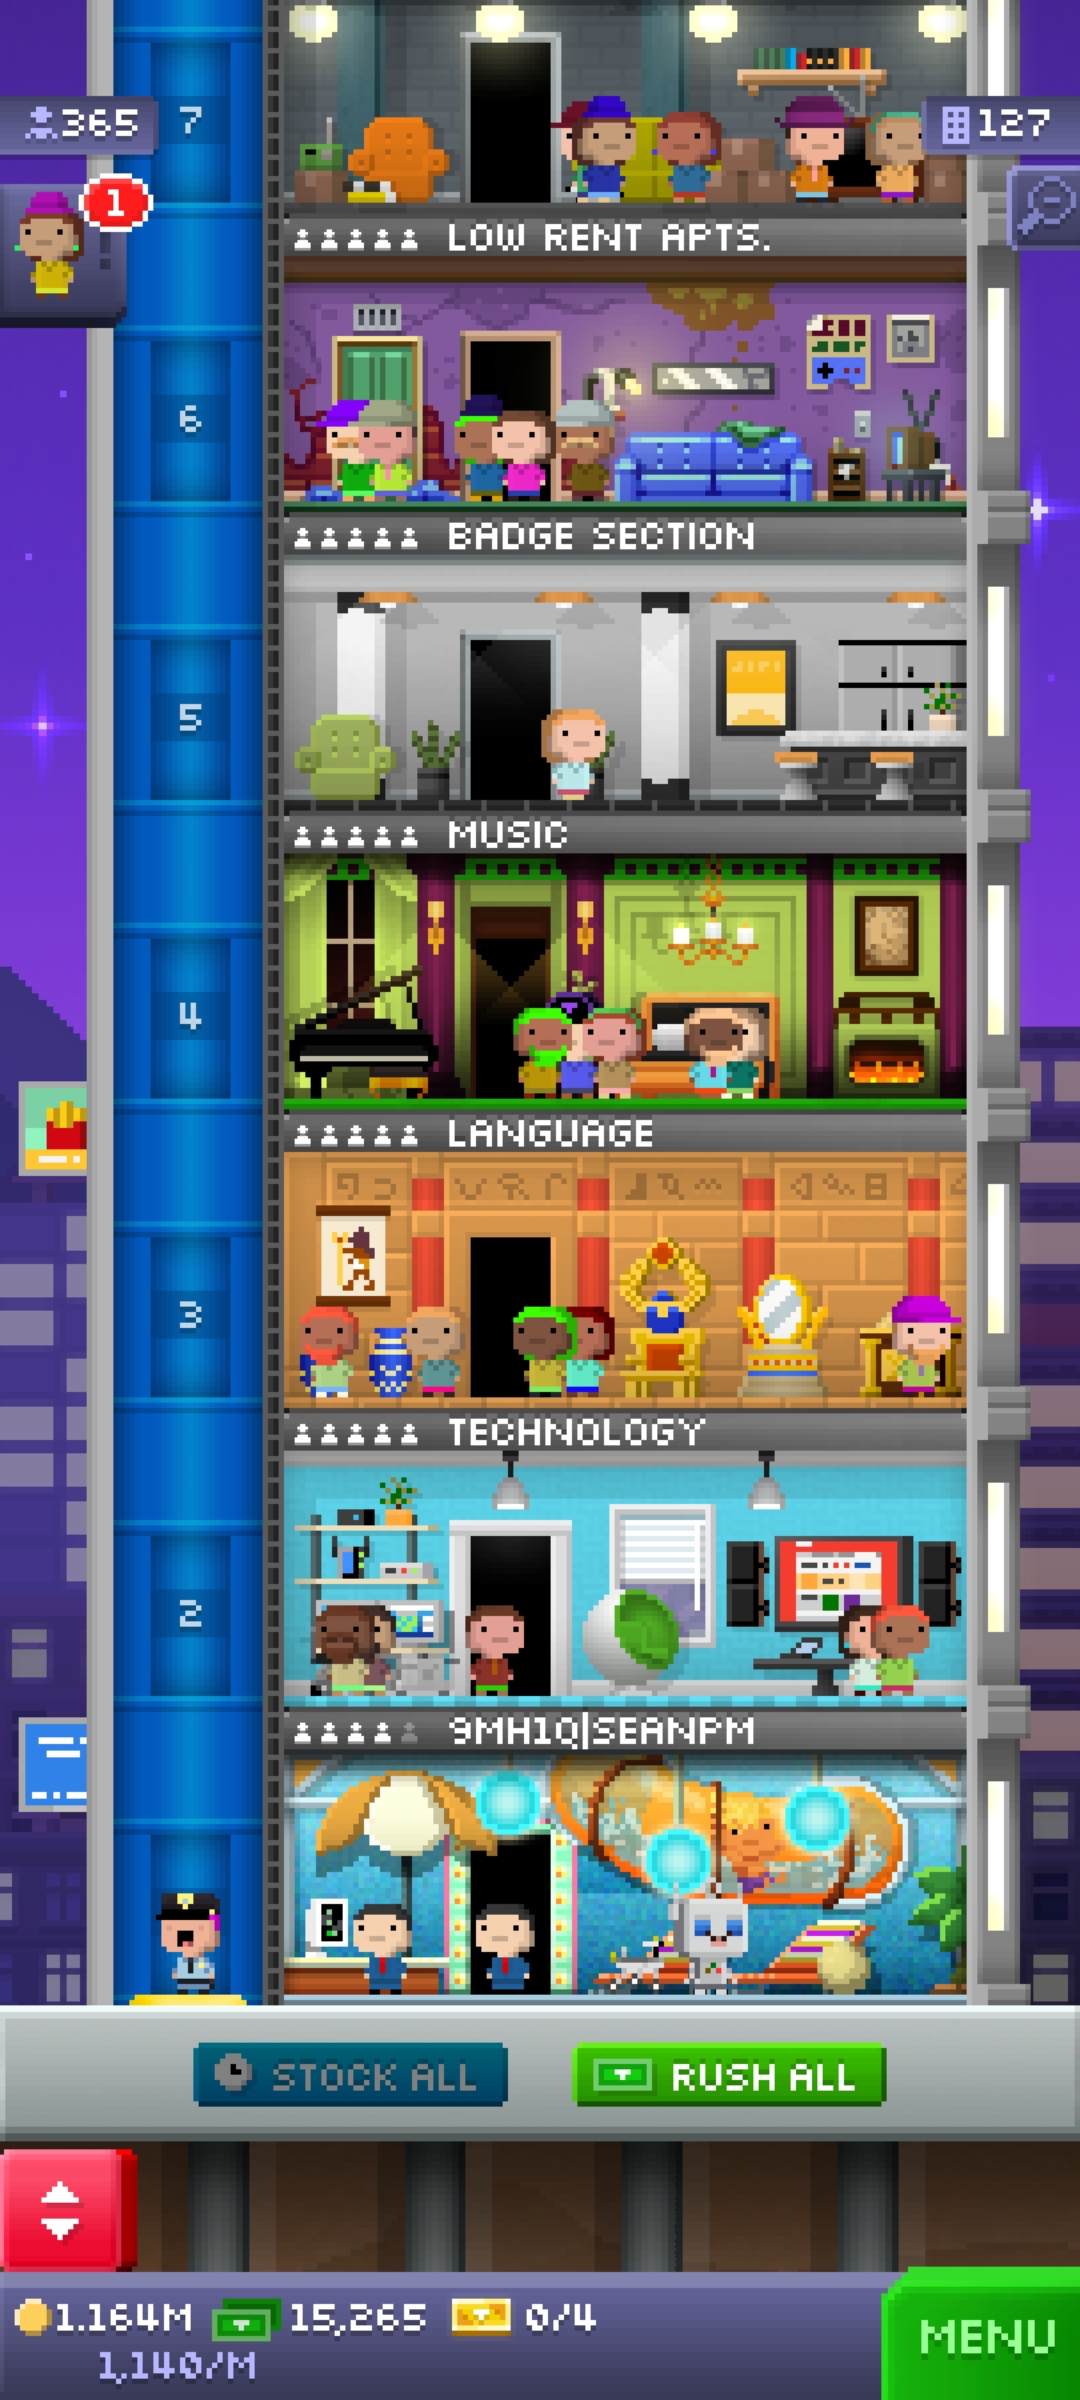 7
365
127
1
LOW RENT APTS.
6
BADGE SECTION
5
MUSIC
4
LANGUAGE
3
TECHNOLOGY
2
9MH1Q|SEANPM
STOCK ALL
RUSH ALL
1.164M 15,265 0/4
1,140/M
MENU